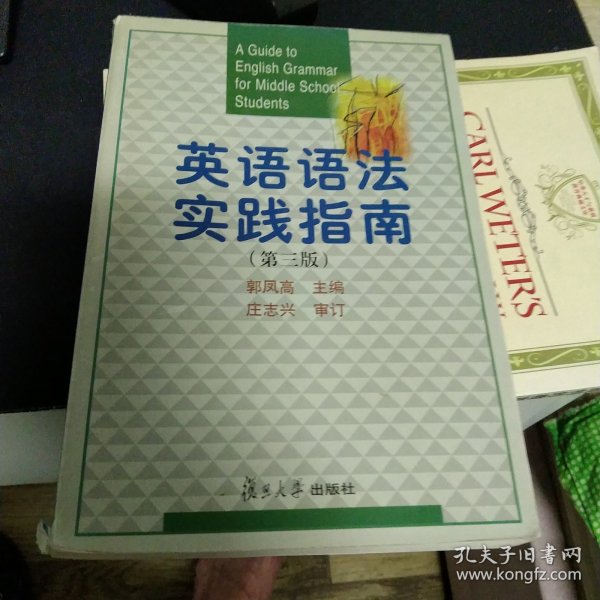 A Guide to
English Grammar
for Middle School
Students
英语语法
实践指南
(第三版)
郭凤高 主编
庄志兴 审订
復旦大學 出版社
CARL WETER'S
孔夫子旧书网
www.kongfz.com